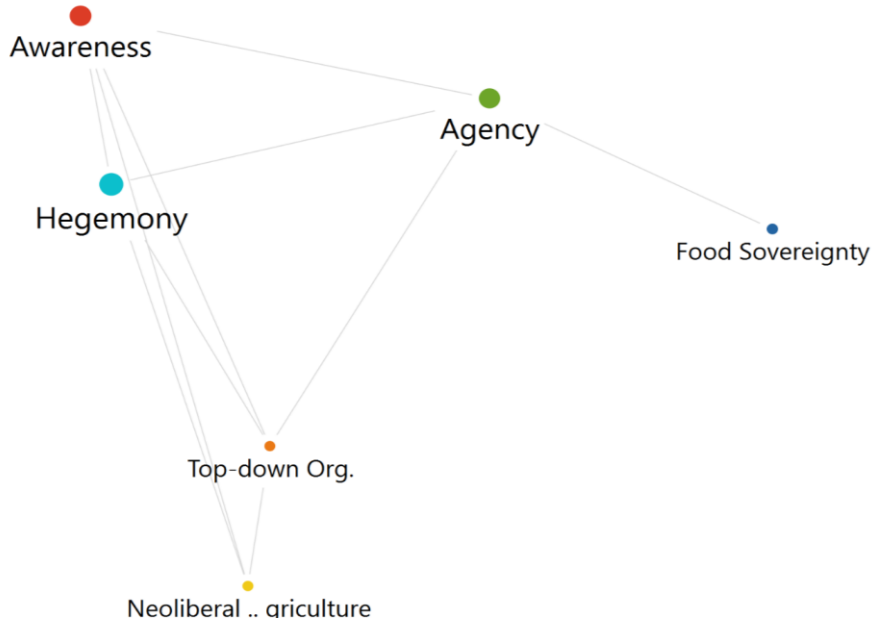 Awareness
Agency
Hegemony
Food Sovereignty
Top-down Org.
Neoliberal .. griculture